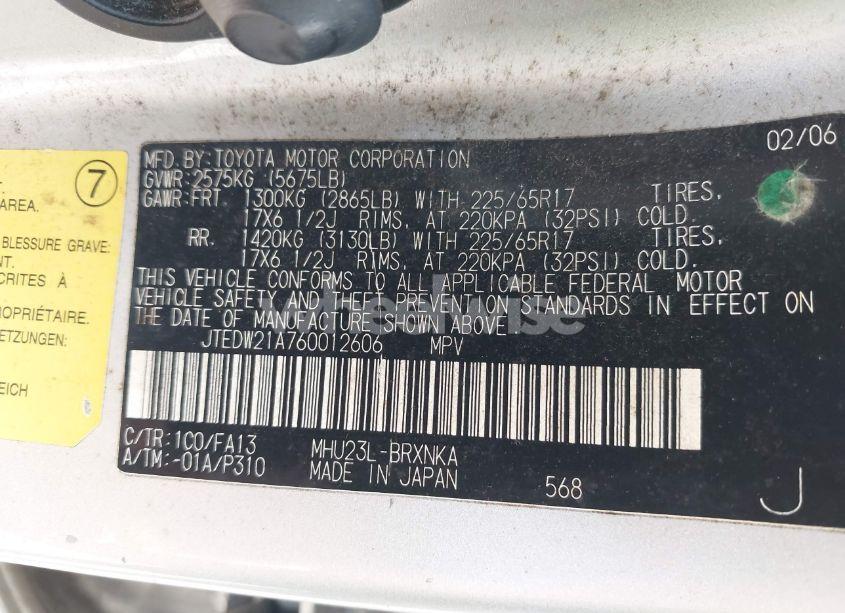 7
T.
AREA.
BLESSURE GRAVE:
NT.
CRITES À
ROPRIÉTAIRE.
ETZUNGEN:
EICH
02/06
MFD.BY:TOYOTA MOTOR CORPORATION
GVWR:2575KG (5675LB)
GAWR:FRT. 1300KG (2865LB) WITH 225/65R17 TIRES,
17X6 1/2J RIMS, AT 220KPA (32PSI) COLD.
RR. 1420KG (3130LB) WITH 225/65R17 TIRES,
17X6 1/2J RIMS, AT 220KPA (32PSI) COLD.
THIS VEHICLE CONFORMS TO ALL APPLICABLE FEDERAL MOTOR
VEHICLE SAFETY AND THEFT PREVENTION STANDARDS IN EFFECT ON
THE DATE OF MANUFACTURE SHOWN ABOVE.
JTEDW21A760012606 MPV
C/TR:1C0/FA13 MHU23L-BRXNKA
A/TM:-01A/P310 MADE IN JAPAN 568 J